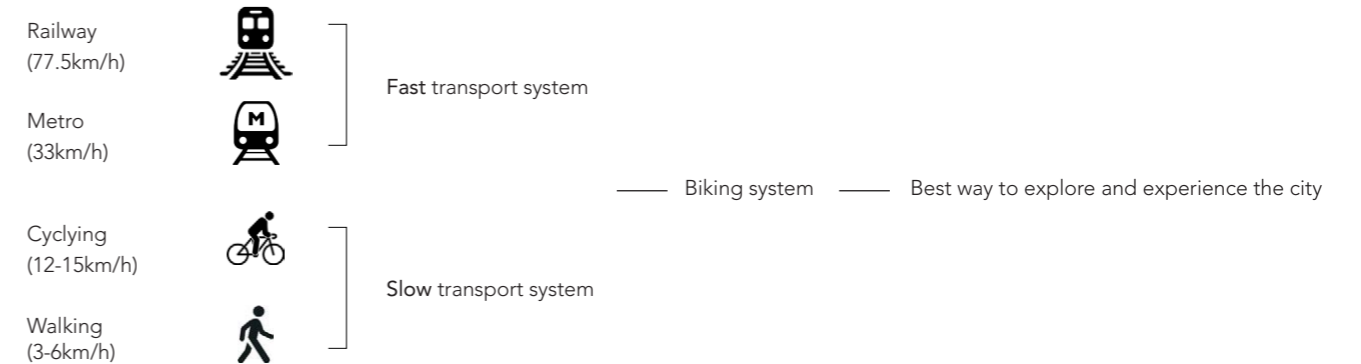 Railway
(77.5km/h)
Fast transport system
Metro
(33km/h)
M
Biking system
Best way to explore and experience the city
Cyclying
(12-15km/h)
Slow transport system
Walking
(3-6km/h)